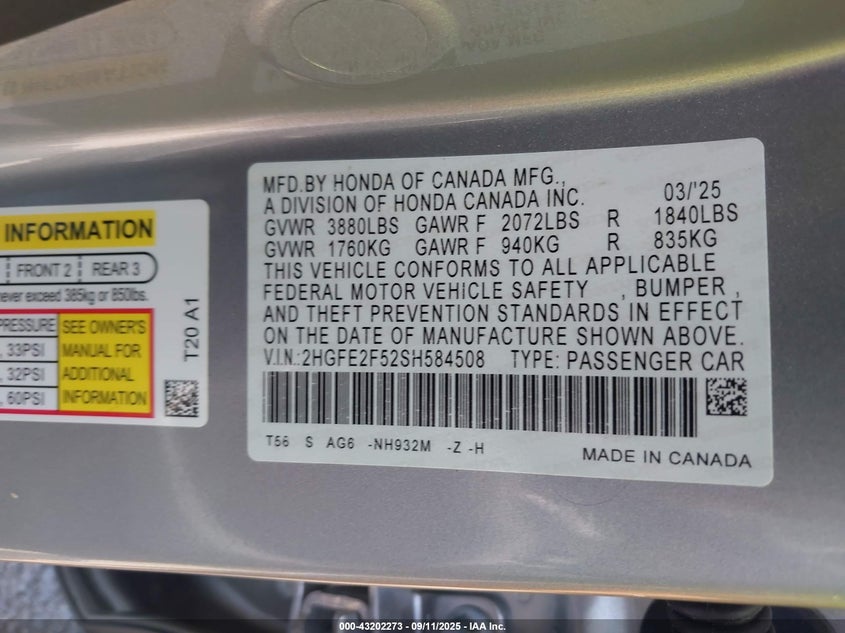 INFORMATION
FRONT 2 REAR 3
never exceed 385kg or 850lbs.
PRESSURE SEE OWNER'S
, 33PSI MANUAL FOR
, 32PSI ADDITIONAL
, 60PSI INFORMATION
T20 A1
MFD.BY HONDA OF CANADA MFG.,
A DIVISION OF HONDA CANADA INC. 03/'25
GVWR 3880LBS GAWR F 2072LBS R 1840LBS
GVWR 1760KG GAWR F 940KG R 835KG
THIS VEHICLE CONFORMS TO ALL APPLICABLE
FEDERAL MOTOR VEHICLE SAFETY , BUMPER ,
AND THEFT PREVENTION STANDARDS IN EFFECT
ON THE DATE OF MANUFACTURE SHOWN ABOVE.
V.I.N.:2HGFE2F52SH584508 TYPE: PASSENGER CAR
T56 S AG6 -NH932M -Z -H
MADE IN CANADA
000-43202273 - 09/11/2025 - IAA Inc.